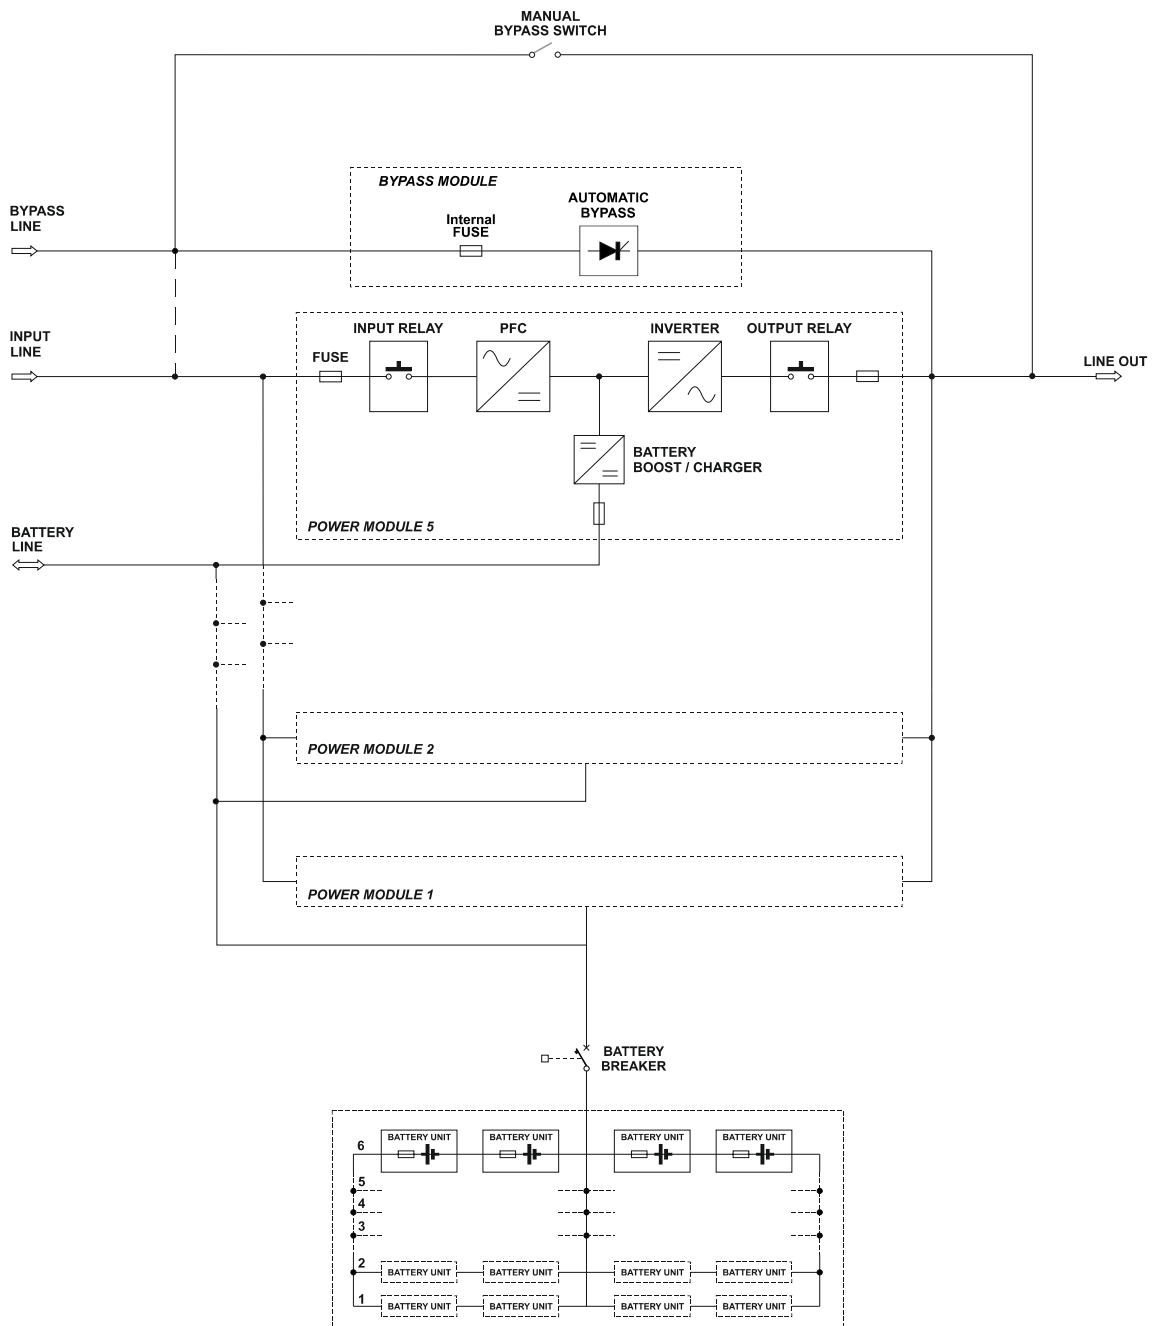 MANUAL
BYPASS SWITCH
BYPASS MODULE
AUTOMATIC
BYPASS
Internal
FUSE
BYPASS
LINE
INPUT
LINE
INPUT RELAY
PFC
INVERTER
OUTPUT RELAY
FUSE
LINE OUT
BATTERY
BOOST / CHARGER
POWER MODULE 5
BATTERY
LINE
POWER MODULE 2
POWER MODULE 1
BATTERY
BREAKER
6
BATTERY UNIT
BATTERY UNIT
BATTERY UNIT
BATTERY UNIT
5
4
3
2
BATTERY UNIT
BATTERY UNIT
BATTERY UNIT
BATTERY UNIT
1
BATTERY UNIT
BATTERY UNIT
BATTERY UNIT
BATTERY UNIT